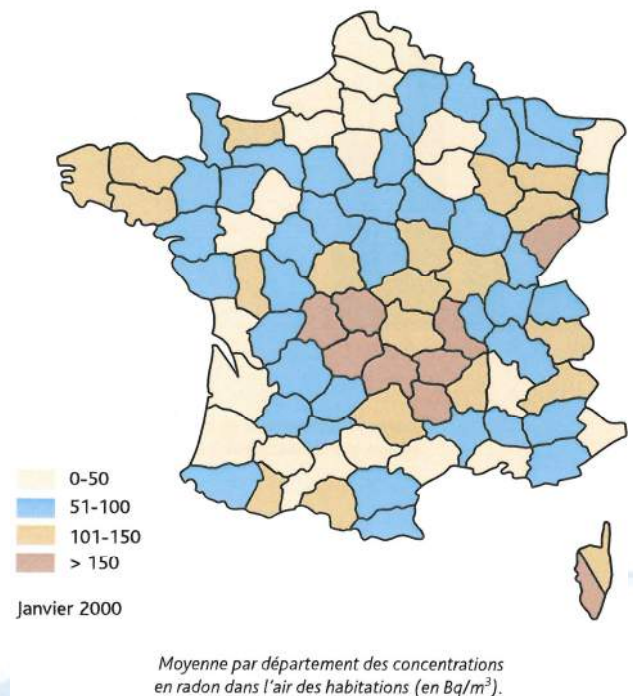 0-50
51-100
101-150
> 150
Janvier 2000
Moyenne par département des concentrations
en radon dans l'air des habitations (en Bq/m³).